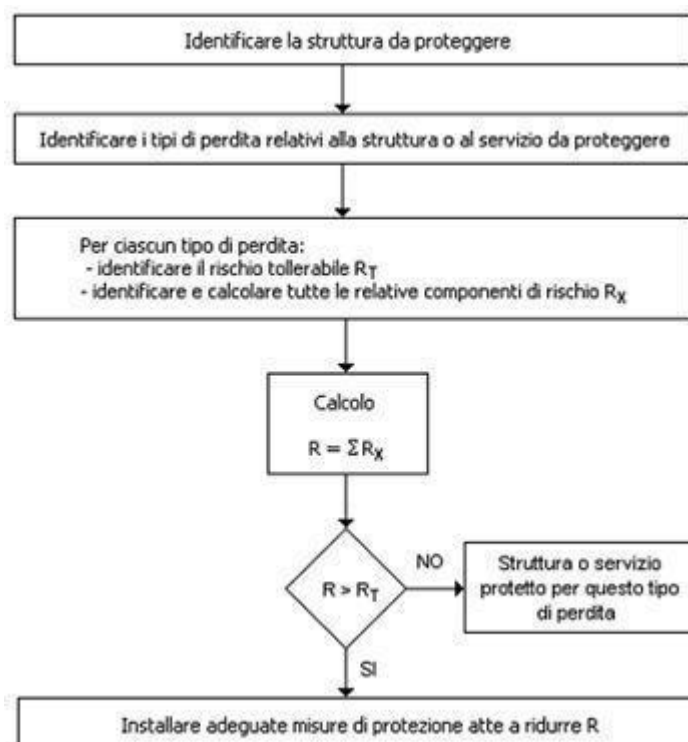 Identificare la struttura da proteggere
Identificare i tipi di perdita relativi alla struttura o al servizio da proteggere
Per ciascun tipo di perdita:
- identificare il rischio tollerabile RT
- identificare e calcolare tutte le relative componenti di rischio RX
Calcolo
R = ΣRX
R > RT
NO
Struttura o servizio
protetto per questo tipo
di perdita
SI
Installare adeguate misure di protezione atte a ridurre R